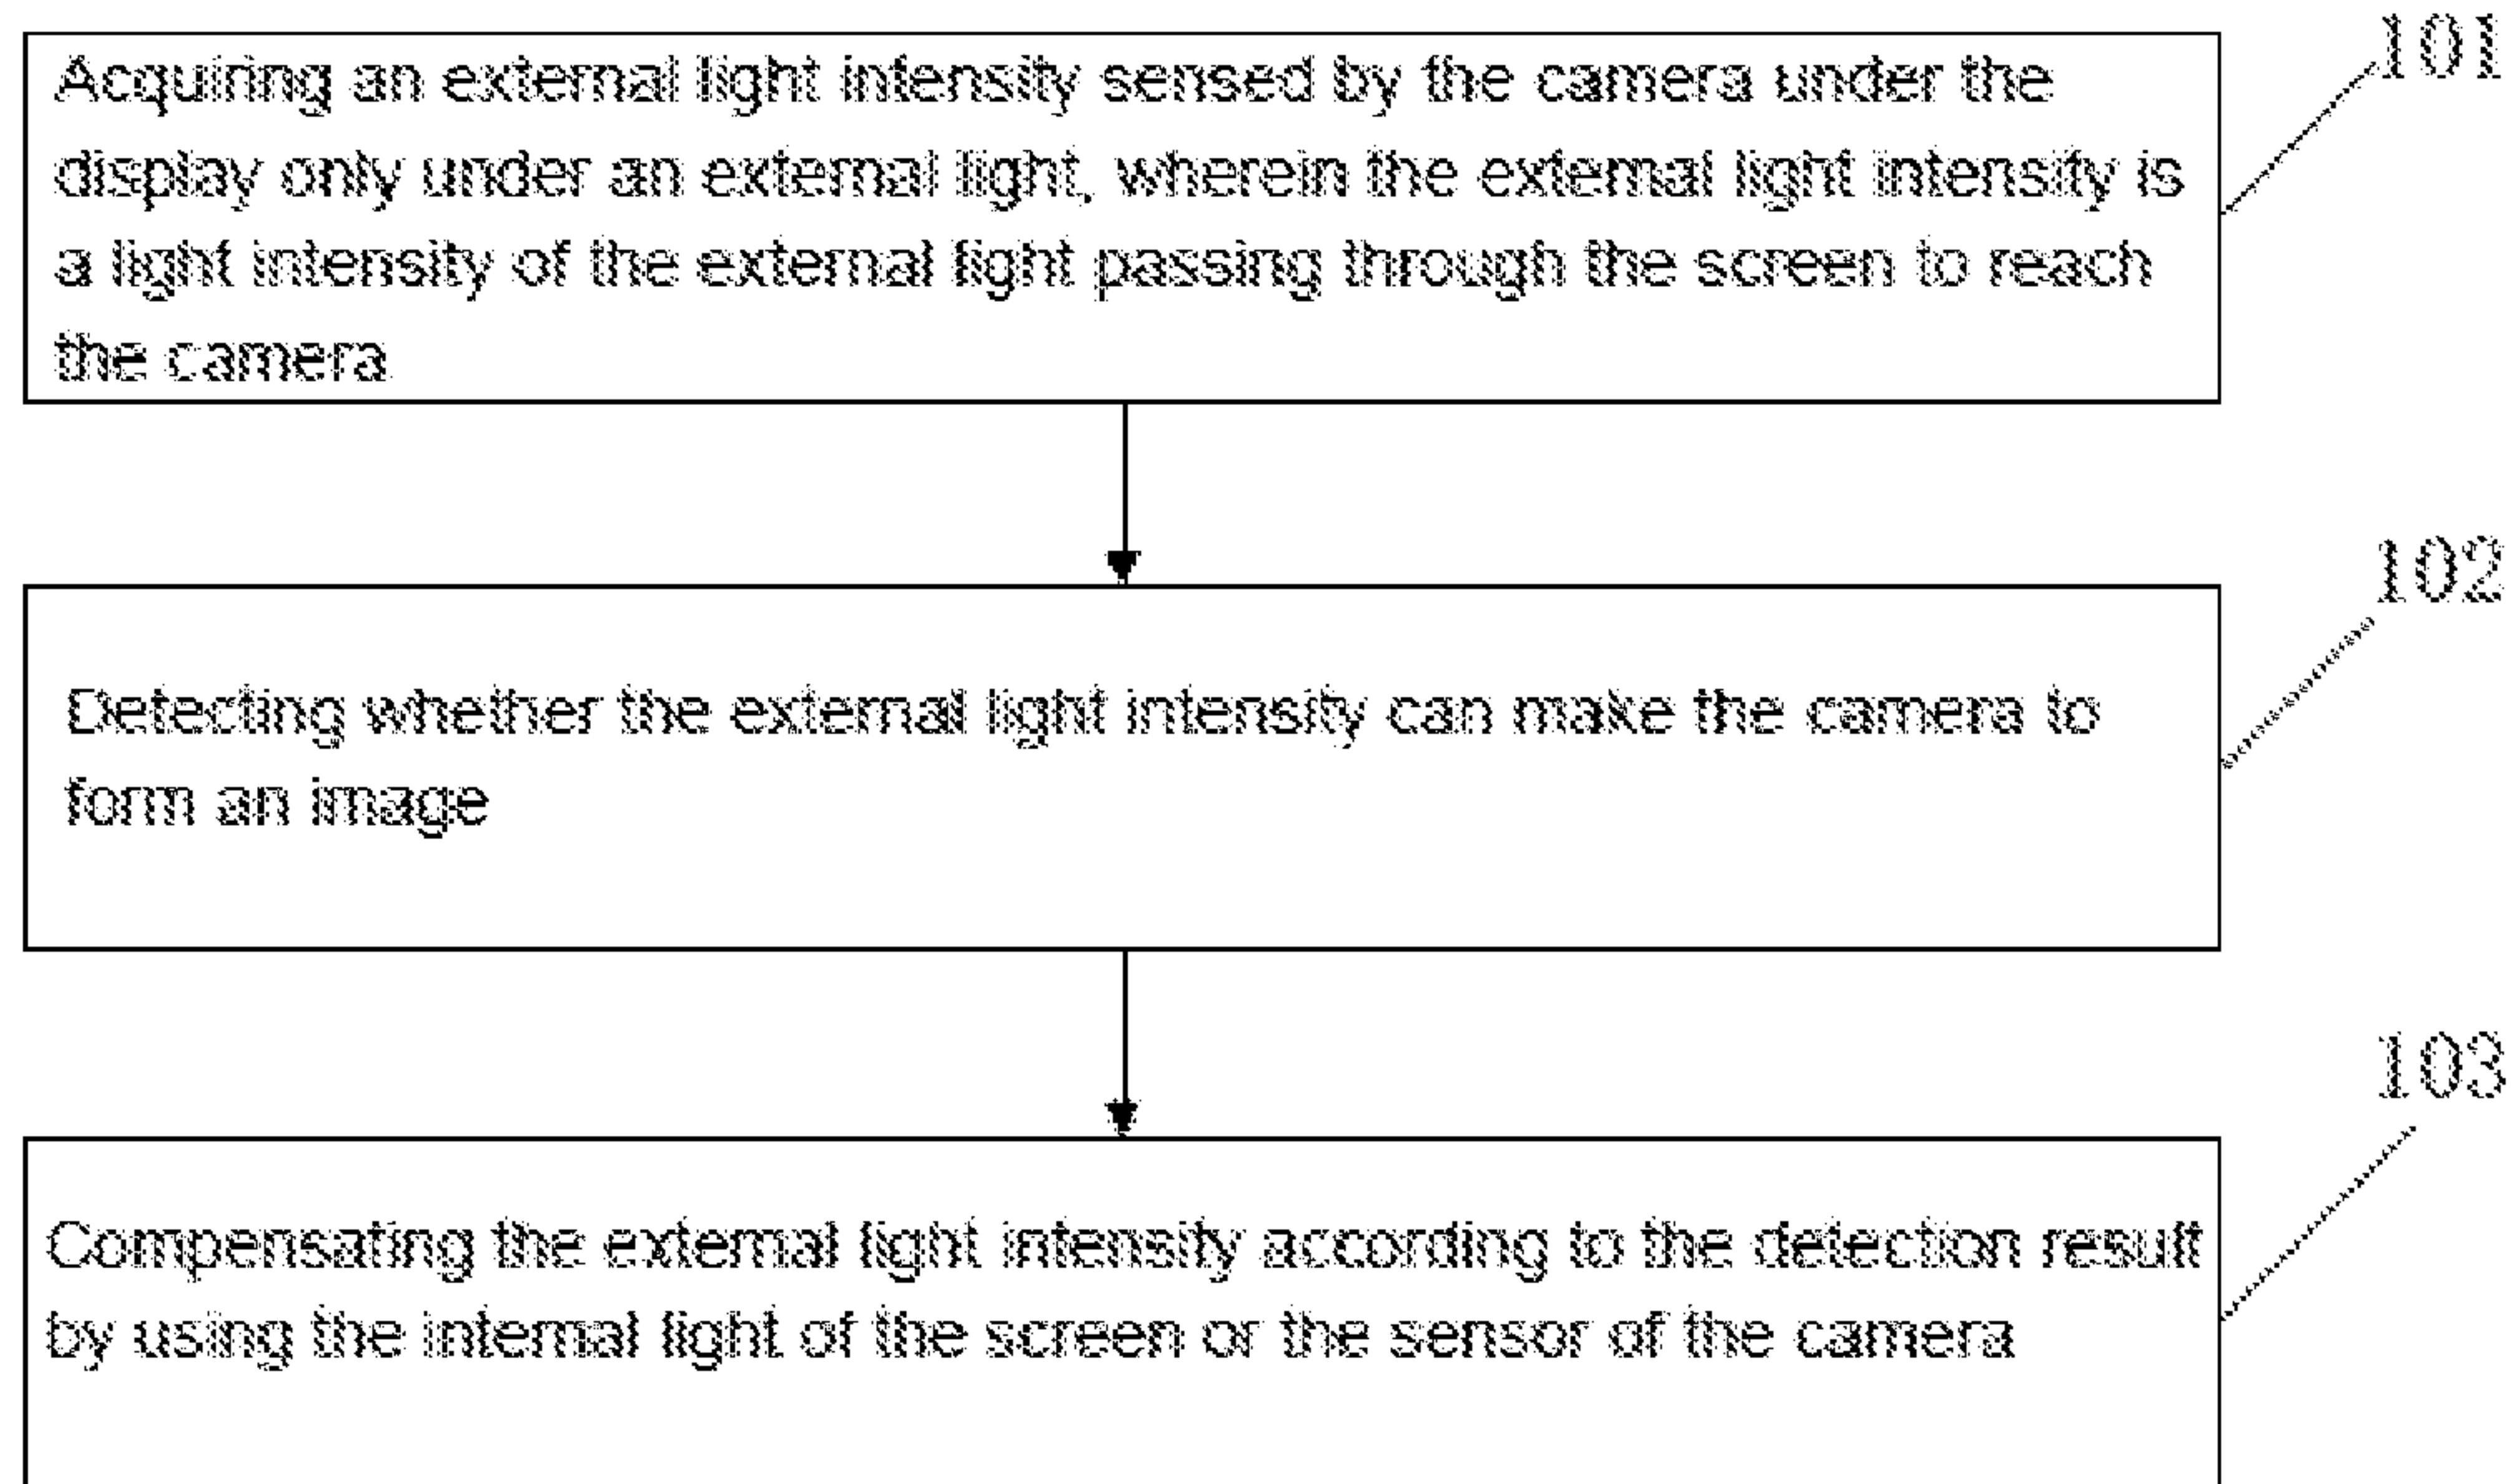 101
Acquiring an external light intensity sensed by the camera under the
display only under an external light, wherein the external light intensity is
a light intensity of the external light passing through the screen to reach
the camera
102
Detecting whether the external light intensity can make the camera to
form an image
103
Compensating the external light intensity according to the detection result
by using the internal light of the screen or the sensor of the camera